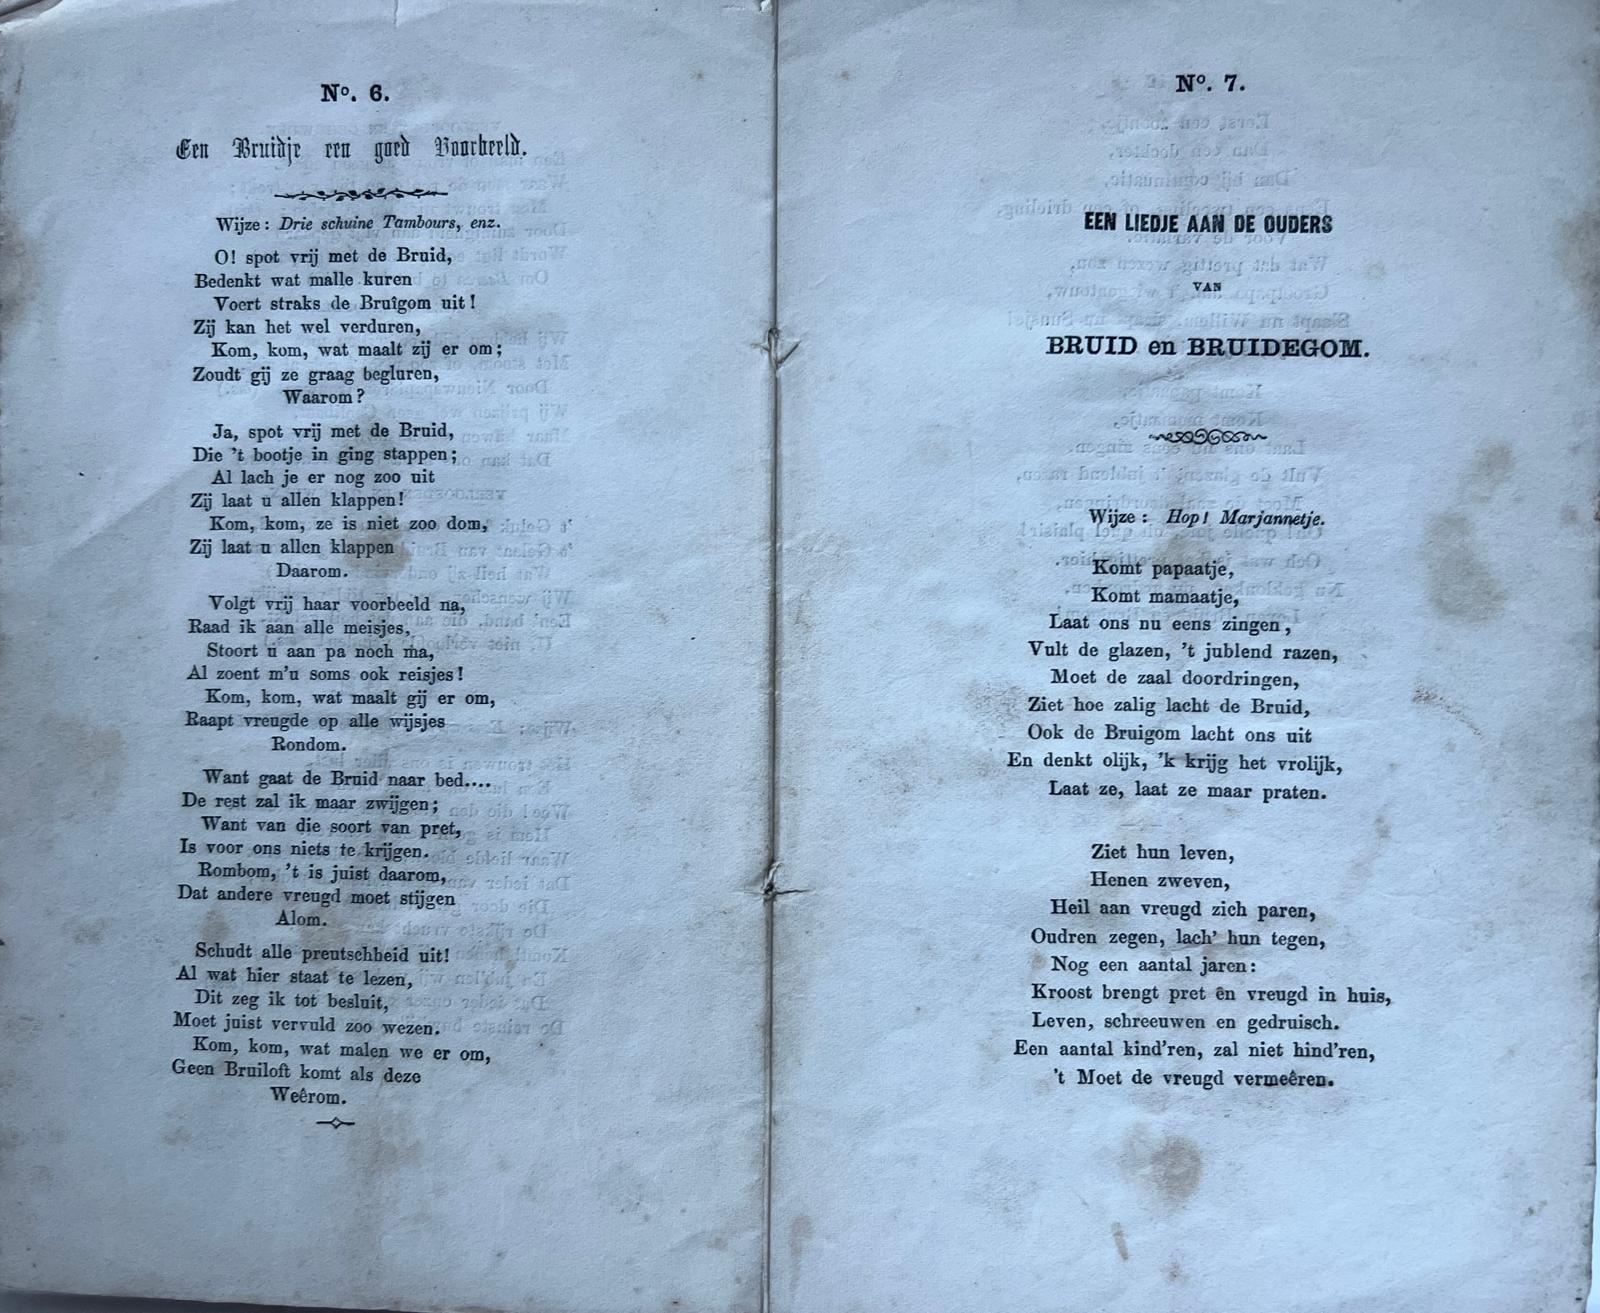 No. 6.
Een Bruidje een goed Voorbeeld.
Wijze: Drie schuine Tambours, enz.
O! spot vrij met de Bruid,
Bedenkt wat malle kuren
Voert straks de Bruîgom uit!
Zij kan het wel verduren,
Kom, kom, wat maalt zij er om;
Zoudt gij ze graag begluren,
Waarom?
Ja, spot vrij met de Bruid,
Die 't bootje in ging stappen;
Al lach je er nog zoo uit
Zij laat u allen klappen!
Kom, kom, ze is niet zoo dom,
Zij laat u allen klappen
Daarom.
Volgt vrij haar voorbeeld na,
Raad ik aan alle meisjes,
Stoort u aan pa noch ma,
Al zoent m'u soms ook reisjes!
Kom, kom, wat maalt gij er om,
Raapt vreugde op alle wijsjes
Rondom.
Want gaat de Bruid naar bed....
De rest zal ik maar zwijgen;
Want van die soort van pret,
Is voor ons niets te krijgen.
Rombom, 't is juist daarom,
Dat andere vreugd moet stijgen
Alom.
Schudt alle preutschheid uit!
Al wat hier staat te lezen,
Dit zeg ik tot besluit,
Moet juist vervuld zoo wezen.
Kom, kom, wat malen we er om,
Geen Bruiloft komt als deze
Weêrom.
No. 7.
EEN LIEDJE AAN DE OUDERS
VAN
BRUID en BRUIDEGOM.
Wijze: Hop! Marjannetje.
Komt papaatje,
Komt mamaatje,
Laat ons nu eens zingen,
Vult de glazen, 't jublend razen,
Moet de zaal doordringen,
Ziet hoe zalig lacht de Bruid,
Ook de Bruigom lacht ons uit
En denkt olijk, 'k krijg het vrolijk,
Laat ze, laat ze maar praten.
Ziet hun leven,
Henen zweven,
Heil aan vreugd zich paren,
Oudren zegen, lach' hun tegen,
Nog een aantal jaren:
Kroost brengt pret ên vreugd in huis,
Leven, schreeuwen en gedruisch.
Een aantal kind'ren, zal niet hind'ren,
't Moet de vreugd vermeêren.